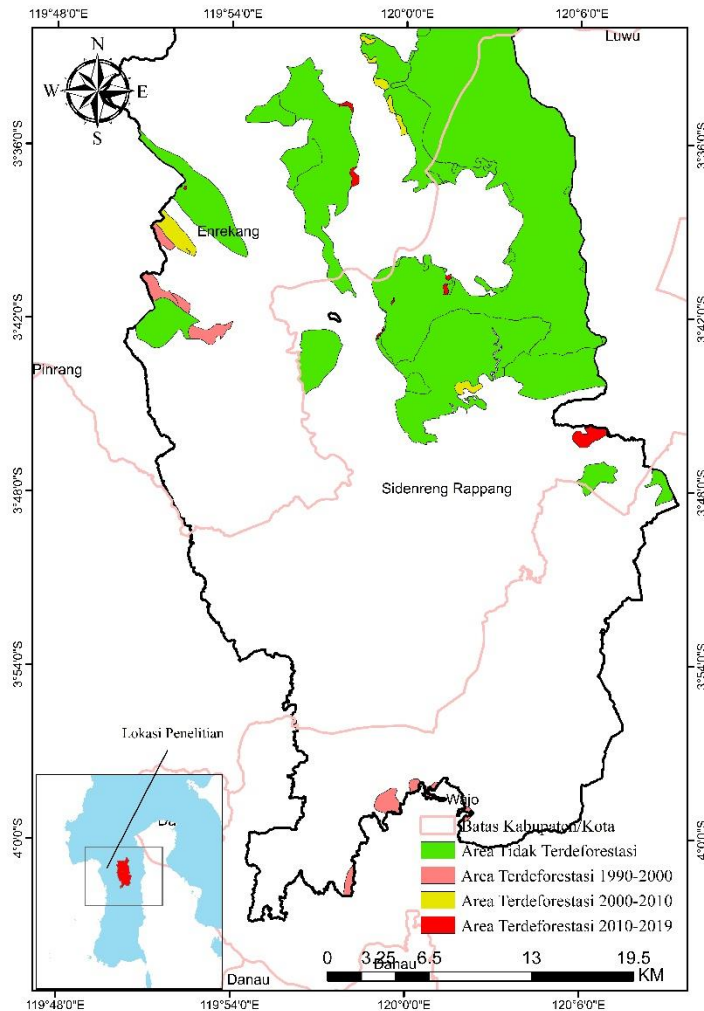 119°48'0"E 119°54'0"E 120°0'0"E 120°6'0"E
Luwu
N
W E
S
3°36'0"S 3°36'0"S
Enrekang
3°42'0"S 3°42'0"S
Pinrang
Sidenreng Rappang
3°48'0"S 3°48'0"S
3°54'0"S 3°54'0"S
Lokasi Penelitian
Wajo
4°0'0"S 4°0'0"S
Batas Kabupaten/Kota
Area Tidak Terdeforestasi
Area Terdeforestasi 1990-2000
Area Terdeforestasi 2000-2010
Area Terdeforestasi 2010-2019
0 3.25 6.5 13 19.5
KM
Danau Danau
119°48'0"E 119°54'0"E 120°0'0"E 120°6'0"E